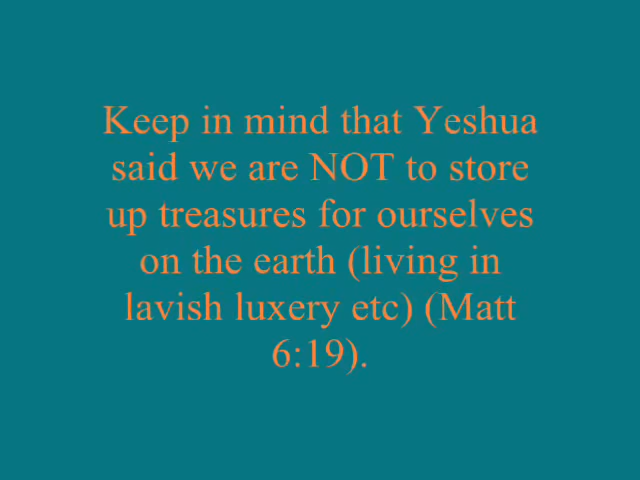 Keep in mind that Yeshua
said we are NOT to store
up treasures for ourselves
on the earth (living in
lavish luxery etc) (Matt
6:19).